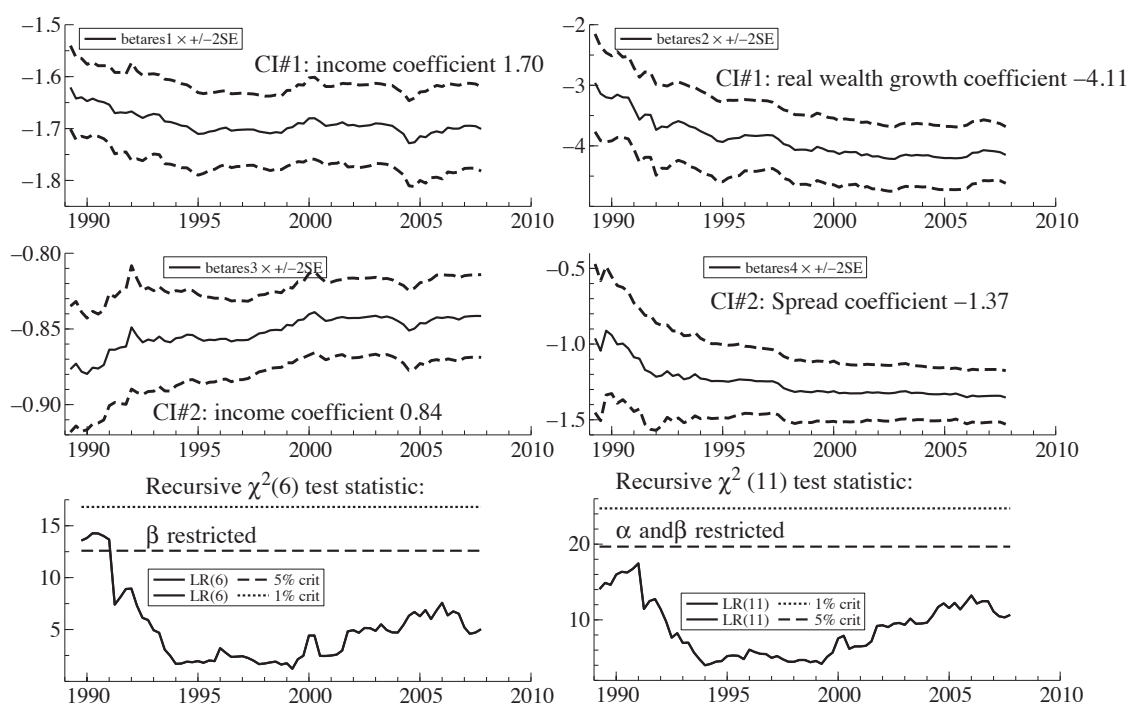 betares1 × +/−2SE
CI#1: income coefficient 1.70
−1.5
−1.6
−1.7
−1.8
1990 1995 2000 2005 2010
betares2 × +/−2SE
CI#1: real wealth growth coefficient −4.11
−2
−3
−4
1990 1995 2000 2005 2010
betares3 × +/−2SE
CI#2: income coefficient 0.84
−0.80
−0.85
−0.90
1990 1995 2000 2005 2010
betares4 × +/−2SE
CI#2: Spread coefficient −1.37
−0.5
−1.0
−1.5
1990 1995 2000 2005 2010
Recursive χ²(6) test statistic:
β restricted
LR(6) 5% crit
LR(6) 1% crit
15
10
5
1990 1995 2000 2005 2010
Recursive χ² (11) test statistic:
α andβ restricted
LR(11) 1% crit
LR(11) 5% crit
20
10
1990 1995 2000 2005 2010